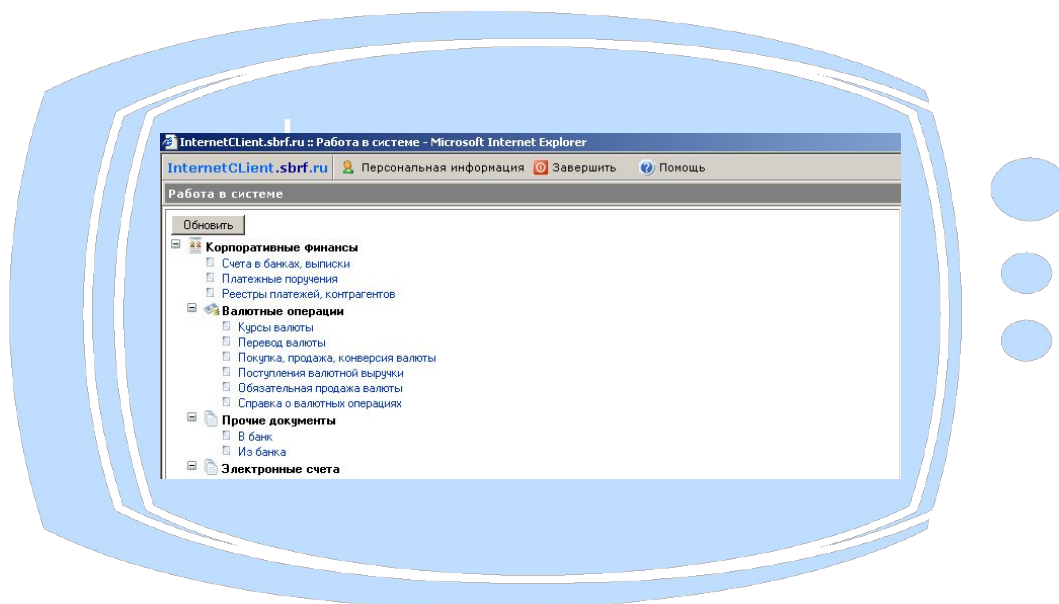 InternetCLient.sbrf.ru :: Работа в системе - Microsoft Internet Explorer
InternetCLient.sbrf.ru Персональная информация Завершить Помощь
Работа в системе
Обновить
Корпоративные финансы
Счета в банках, выписки
Платежные поручения
Реестры платежей, контрагентов
Валютные операции
Курсы валюты
Перевод валюты
Покупка, продажа, конверсия валюты
Поступления валютной выручки
Обязательная продажа валюты
Справка о валютных операциях
Прочие документы
В банк
Из банка
Электронные счета